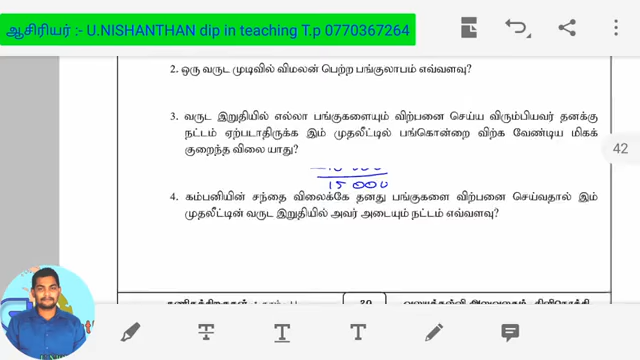 ஆசிரியர் :- U.NISHANTHAN dip in teaching T.p 0770367264
2. ஒரு வருட முடிவில் விமலன் பெற்ற பங்குலாபம் எவ்வளவு?
3. வருட இறுதியில் எல்லா பங்குகளையும் விற்பனை செய்ய விரும்பியவர் தனக்கு
நட்டம் ஏற்படாதிருக்க இம் முதலீட்டில் பங்கொன்றை விற்க வேண்டிய மிகக்
குறைந்த விலை யாது?
42
15 000
4. கம்பனியின் சந்தை விலைக்கே தனது பங்குகளை விற்பனை செய்வதால் இம்
முதலீட்டின் வருட இறுதியில் அவர் அடையும் நட்டம் எவ்வளவு?